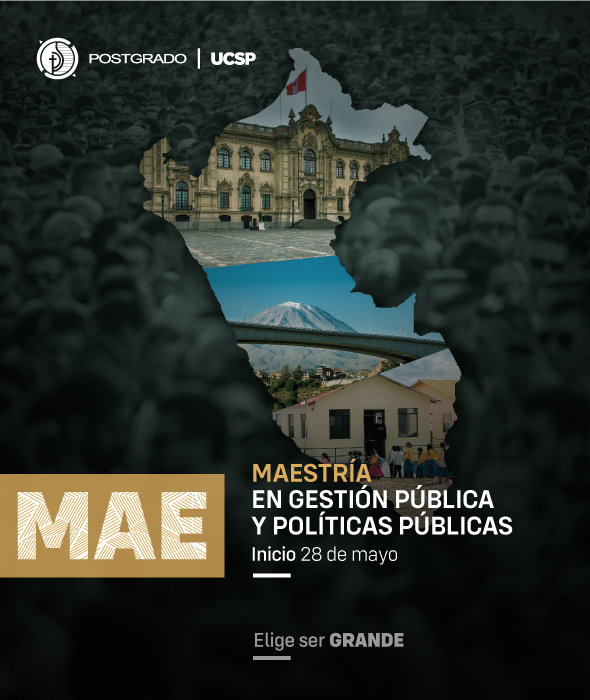 POSTGRADO | UCSP
MAE
MAESTRÍA
EN GESTIÓN PÚBLICA
Y POLÍTICAS PÚBLICAS
Inicio 28 de mayo
Elige ser GRANDE